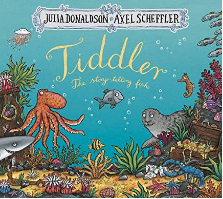 JULIA DONALDSON AXEL SCHEFFLER
Tiddler
The story-telling fish